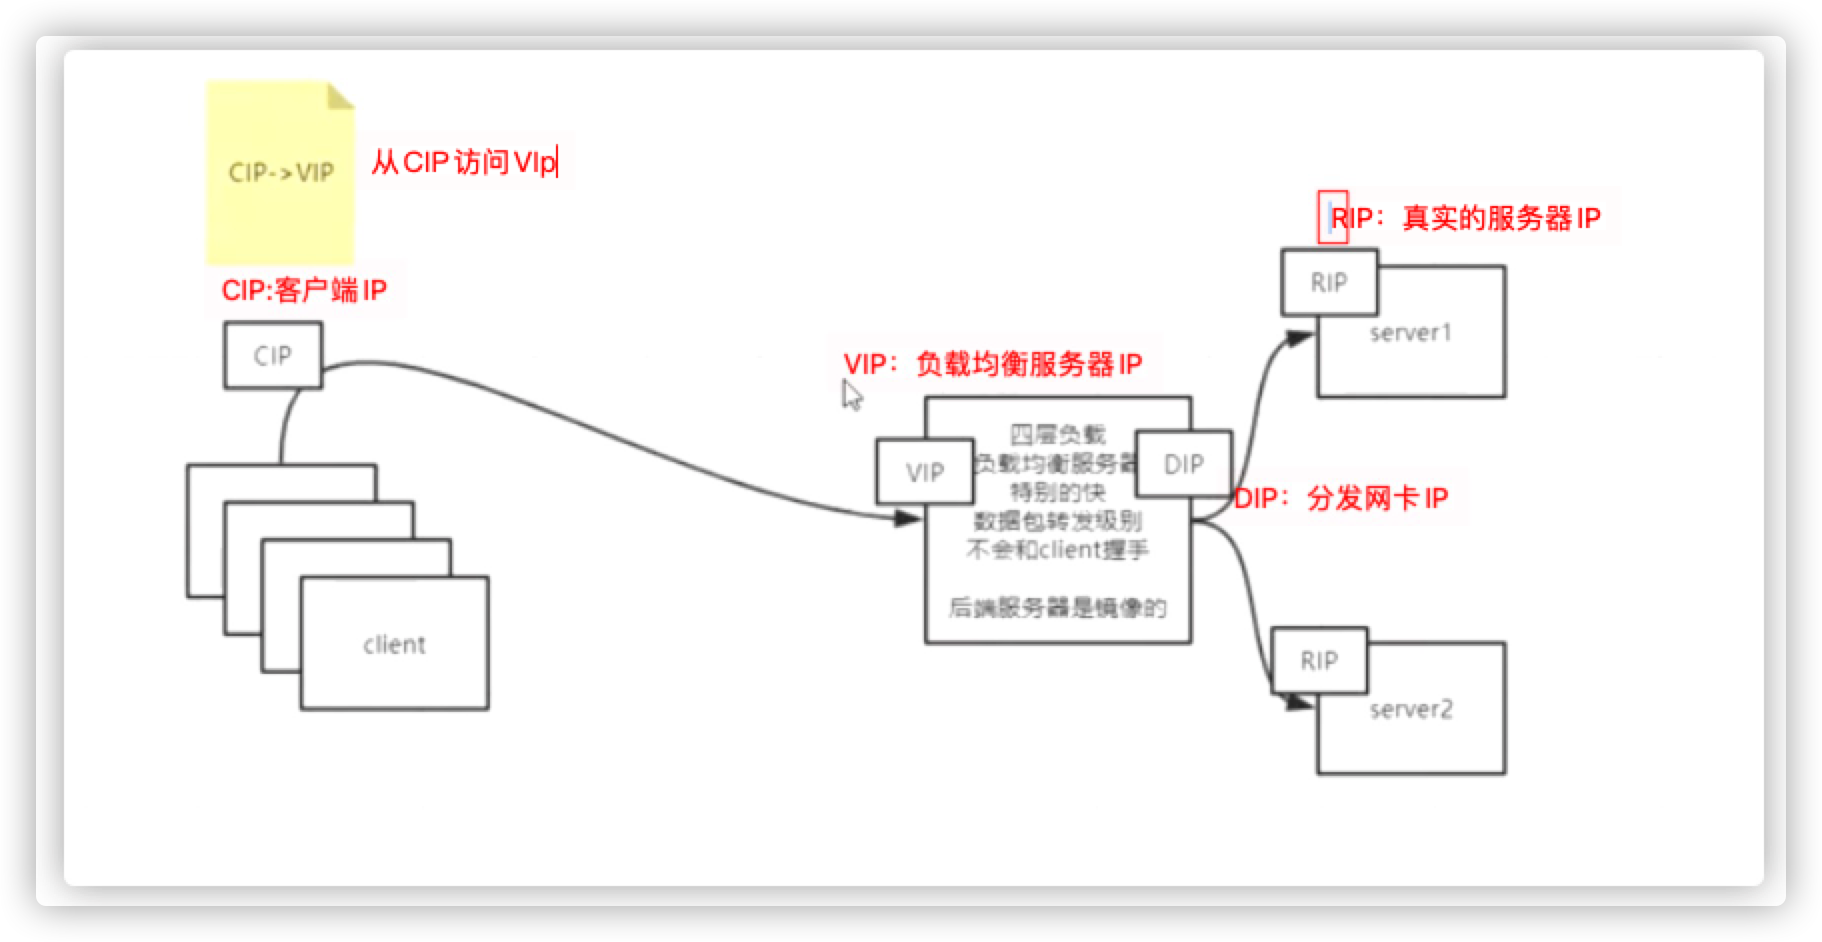 CIP->VIP
从CIP访问VIp
CIP:客户端IP
CIP
client
VIP：负载均衡服务器IP
VIP
四层负载
负载均衡服务器
特别的快
数据包转发级别
不会和client握手
后端服务器是镜像的
DIP
DIP：分发网卡IP
RIP：真实的服务器IP
RIP
server1
RIP
server2